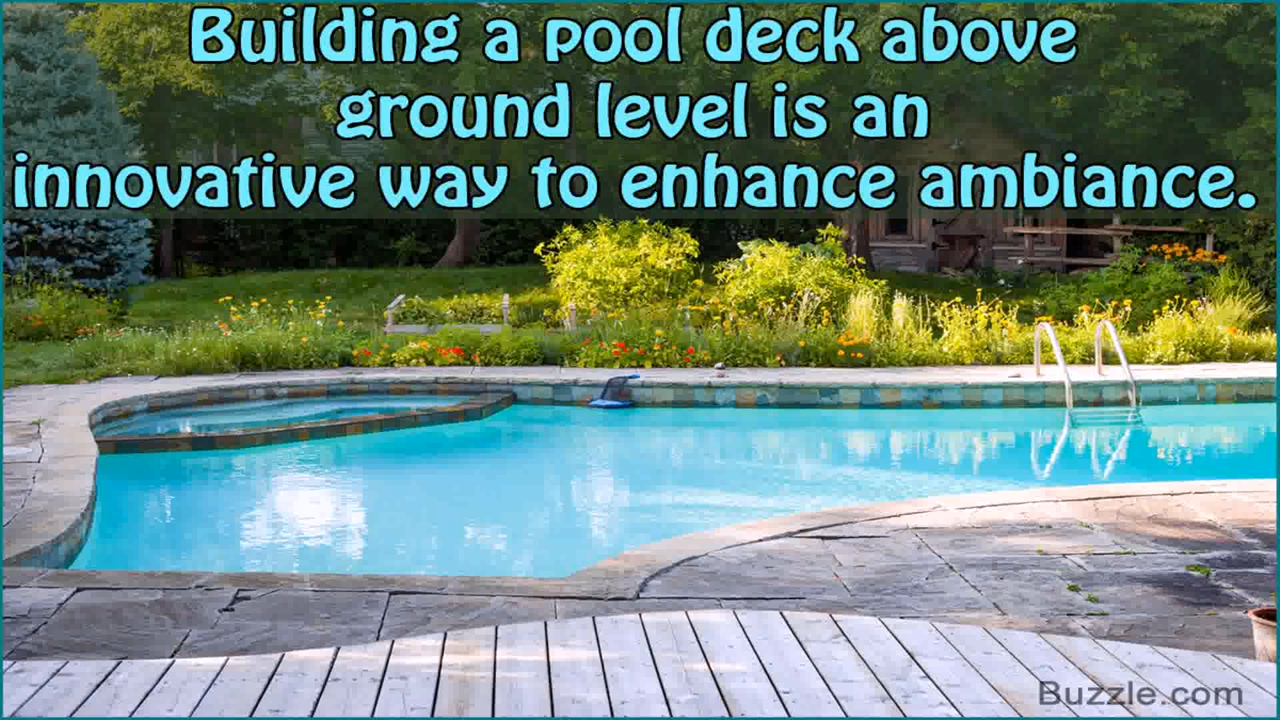 Building a pool deck above
ground level is an
innovative way to enhance ambiance.
Buzzle.com